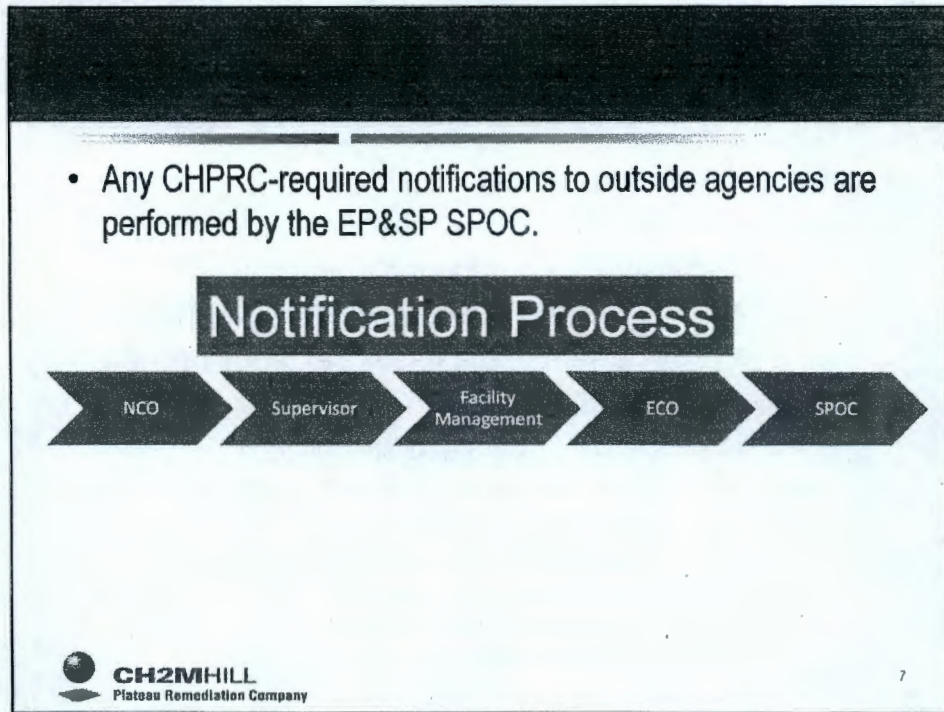 • Any CHPRC-required notifications to outside agencies are
performed by the EP&SP SPOC.
Notification Process
NCO
Supervisor
Facility
Management
ECO
SPOC
CH2MHILL
Plateau Remediation Company
7